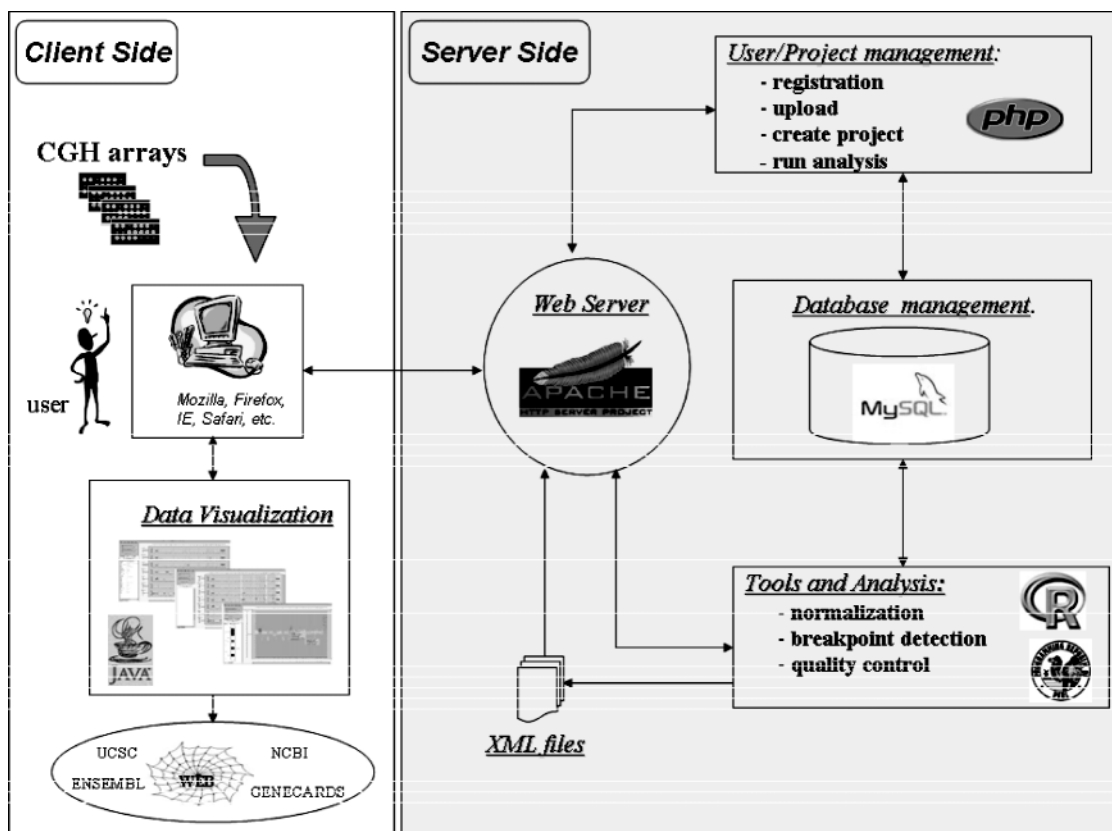 Client Side
CGH arrays
user
Mozilla, Firefox,
IE, Safari, etc.
Data Visualization
JAVA
UCSC
NCBI
WEB
ENSEMBL
GENECARDS
Server Side
User/Project management:
- registration
- upload
- create project
- run analysis
php
Web Server
APACHE
HTTP SERVER PROJECT
Database management.
MySQL
Tools and Analysis:
- normalization
- breakpoint detection
- quality control
R
XML files